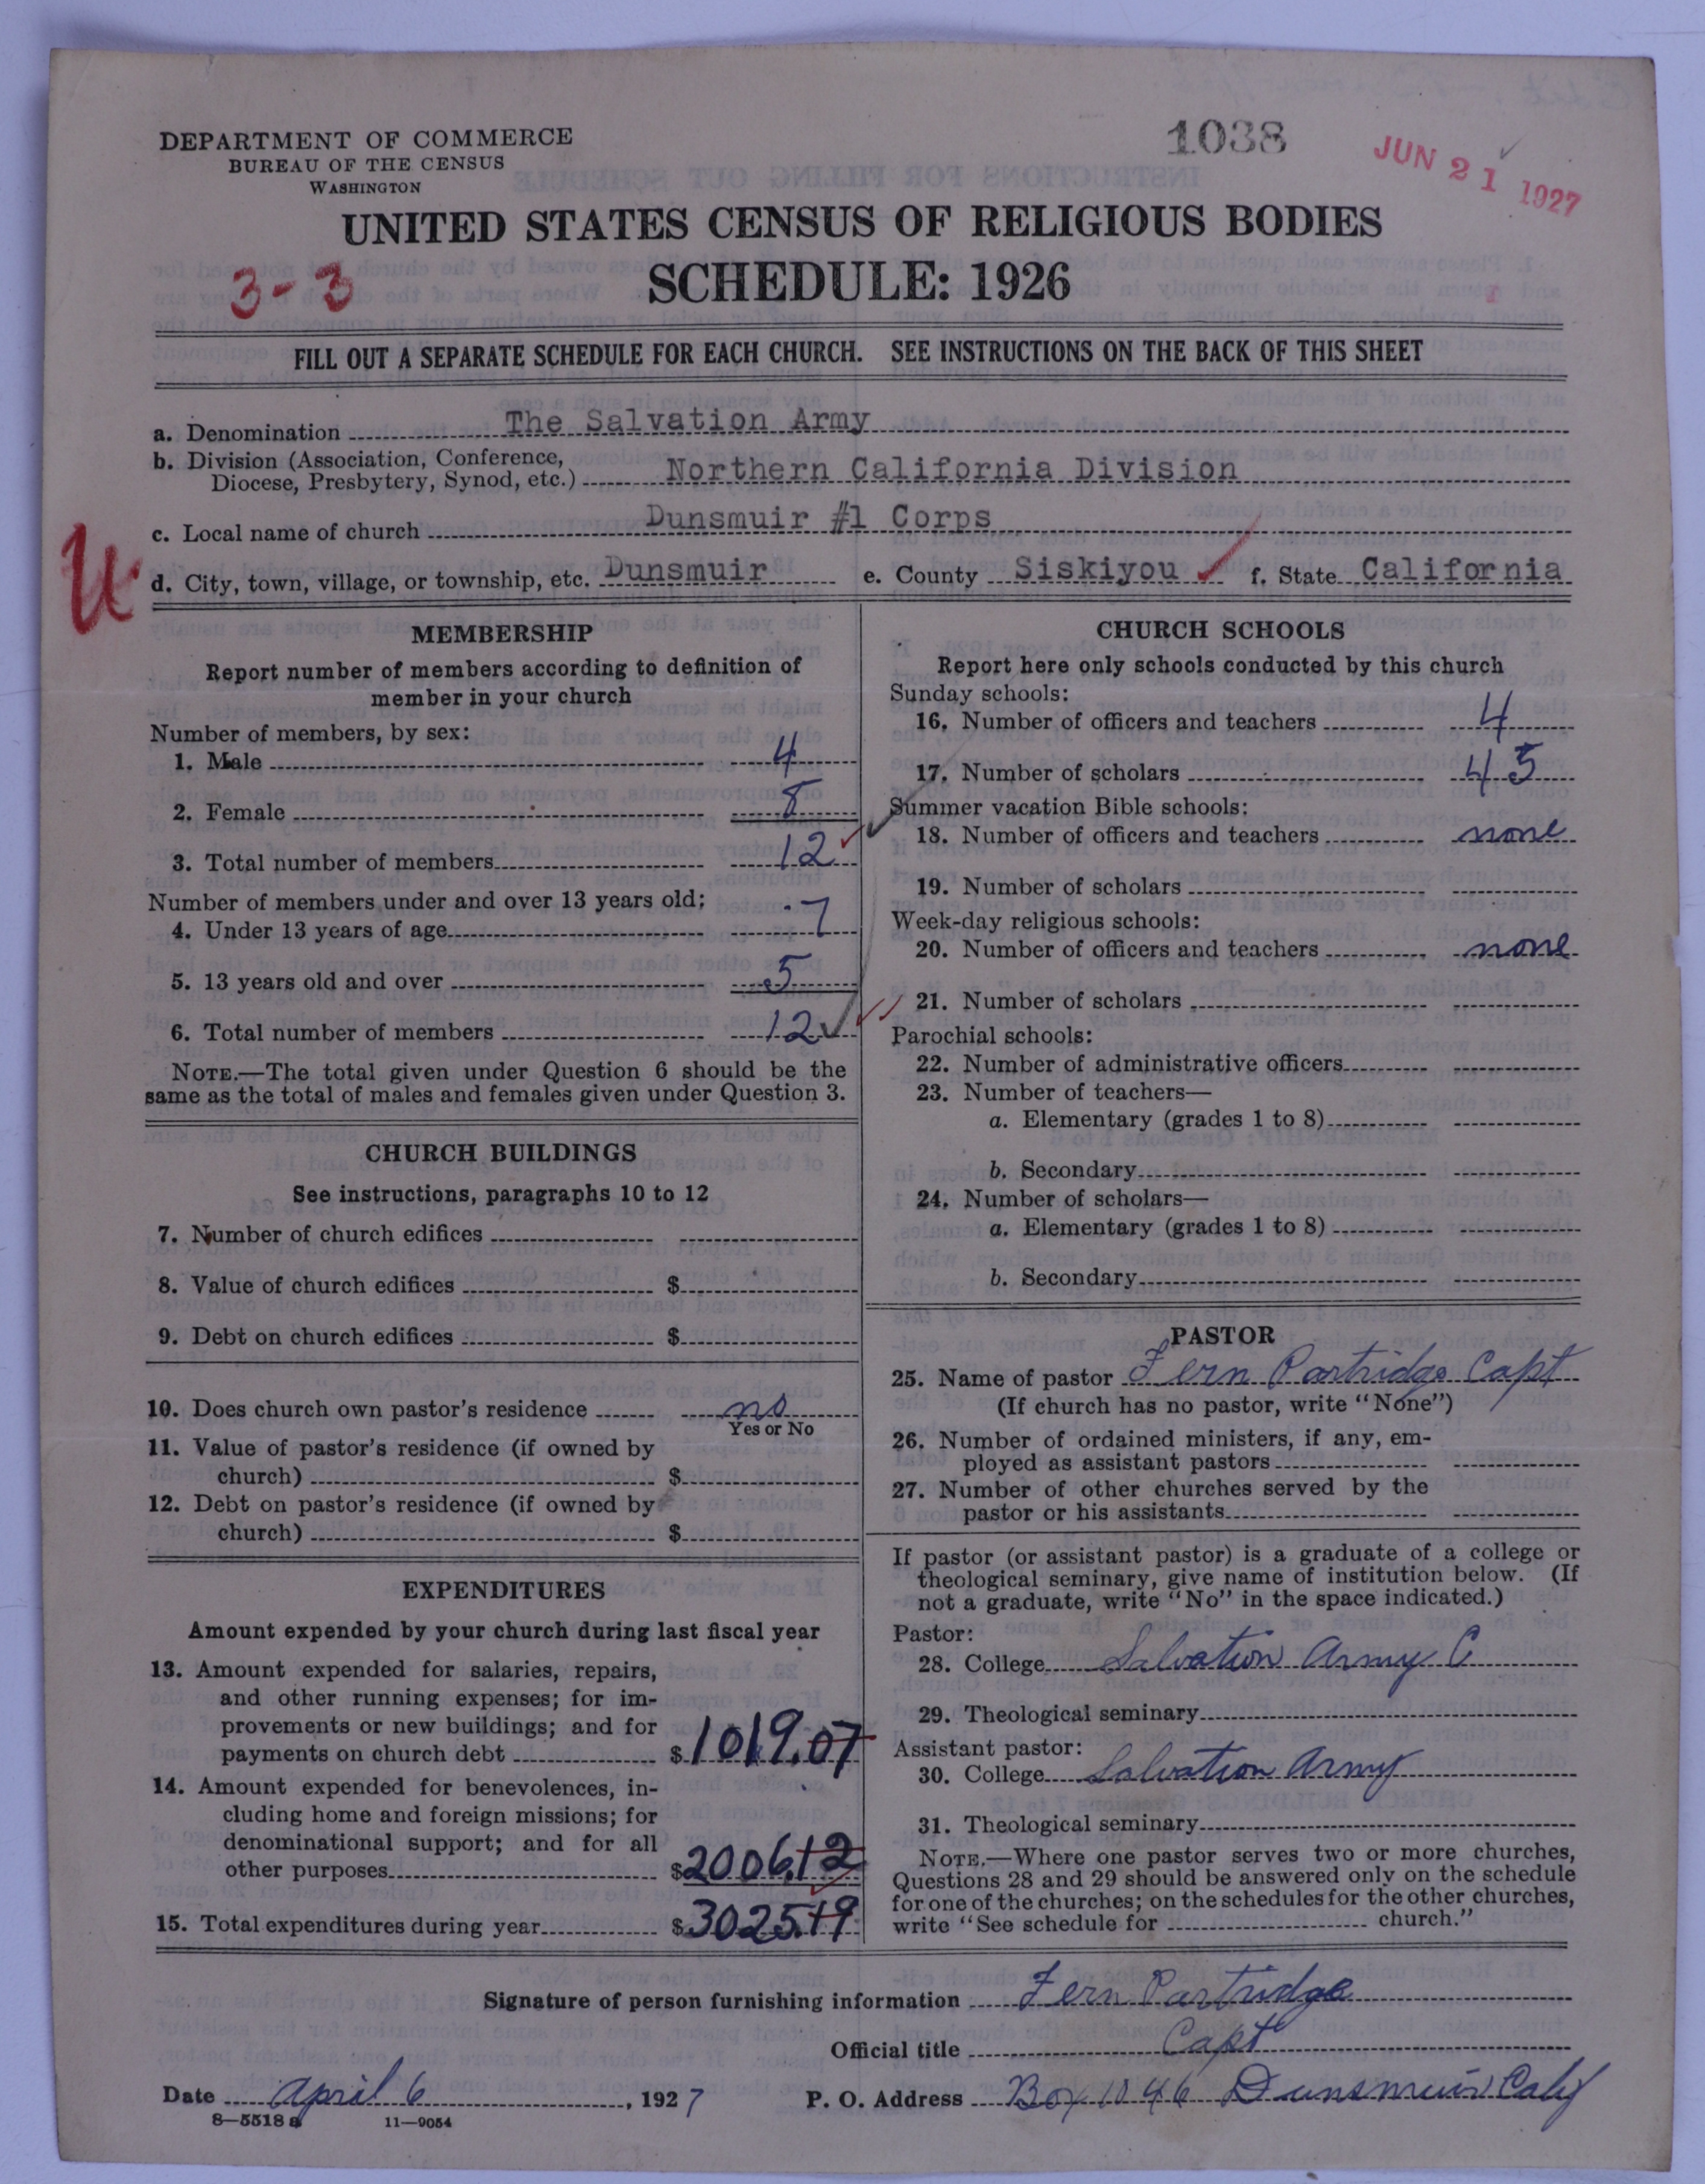 DEPARTMENT OF COMMERCE
BUREAU OF THE CENSUS
WASHINGTON
1038
JUN 21 1927
UNITED STATES CENSUS OF RELIGIOUS BODIES
3-3
SCHEDULE: 1926
FILL OUT A SEPARATE SCHEDULE FOR EACH CHURCH. SEE INSTRUCTIONS ON THE BACK OF THIS SHEET
a. Denomination The Salvation Army
b. Division (Association, Conference,
Diocese, Presbytery, Synod, etc.) Northern California Division
c. Local name of church Dunsmuir #1 Corps
d. City, town, village, or township, etc. Dunsmuir e. County Siskiyou f. State California
MEMBERSHIP
Report number of members according to definition of
member in your church
Number of members, by sex:
1. Male 4
2. Female 8
3. Total number of members 12
Number of members under and over 13 years old:
4. Under 13 years of age 7
5. 13 years old and over 5
6. Total number of members 12
NOTE.—The total given under Question 6 should be the
same as the total of males and females given under Question 3.
CHURCH BUILDINGS
See instructions, paragraphs 10 to 12
7. Number of church edifices
8. Value of church edifices $
9. Debt on church edifices $
10. Does church own pastor's residence no
Yes or No
11. Value of pastor's residence (if owned by
church) $
12. Debt on pastor's residence (if owned by
church) $
EXPENDITURES
Amount expended by your church during last fiscal year
13. Amount expended for salaries, repairs,
and other running expenses; for im-
provements or new buildings; and for
payments on church debt $1019.07
14. Amount expended for benevolences, in-
cluding home and foreign missions; for
denominational support; and for all
other purposes $2006.12
15. Total expenditures during year $3025.19
CHURCH SCHOOLS
Report here only schools conducted by this church
Sunday schools:
16. Number of officers and teachers 4
17. Number of scholars 45
Summer vacation Bible schools:
18. Number of officers and teachers none
19. Number of scholars
Week-day religious schools:
20. Number of officers and teachers none
21. Number of scholars
Parochial schools:
22. Number of administrative officers
23. Number of teachers—
a. Elementary (grades 1 to 8)
b. Secondary
24. Number of scholars—
a. Elementary (grades 1 to 8)
b. Secondary
PASTOR
25. Name of pastor Fern Partridge Capt
(If church has no pastor, write "None")
26. Number of ordained ministers, if any, em-
ployed as assistant pastors
27. Number of other churches served by the
pastor or his assistants
If pastor (or assistant pastor) is a graduate of a college or
theological seminary, give name of institution below. (If
not a graduate, write "No" in the space indicated.)
Pastor:
28. College Salvation Army C
29. Theological seminary
Assistant pastor:
30. College Salvation Army
31. Theological seminary
NOTE.—Where one pastor serves two or more churches,
Questions 28 and 29 should be answered only on the schedule
for one of the churches; on the schedules for the other churches,
write "See schedule for church."
Signature of person furnishing information Fern Partridge
Official title Capt
Date April 6, 1927 P. O. Address Box 1046 Dunsmuir Calif
8—5518 a 11—9054